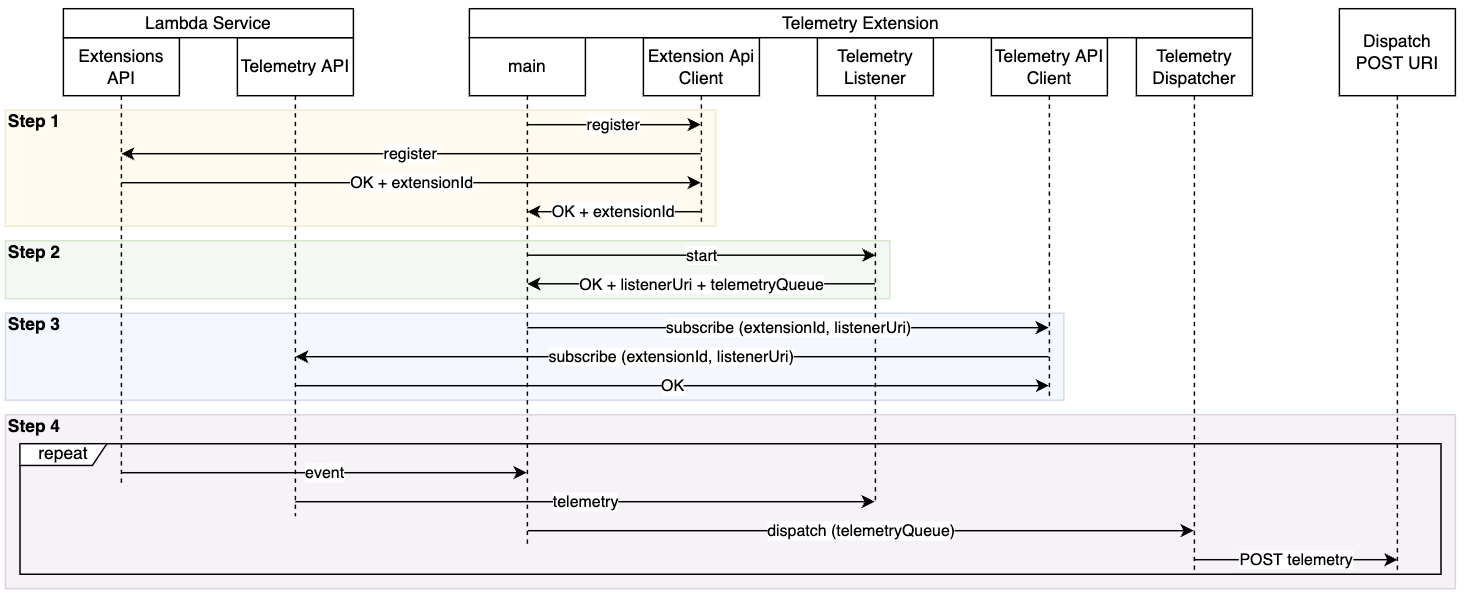 Lambda Service
Telemetry Extension
Extensions
API
Telemetry API
main
Extension Api
Client
Telemetry
Listener
Telemetry API
Client
Telemetry
Dispatcher
Dispatch
POST URI
Step 1
register
register
OK + extensionId
OK + extensionId
Step 2
start
OK + listenerUri + telemetryQueue
Step 3
subscribe (extensionId, listenerUri)
subscribe (extensionId, listenerUri)
OK
Step 4
repeat
event
telemetry
dispatch (telemetryQueue)
POST telemetry